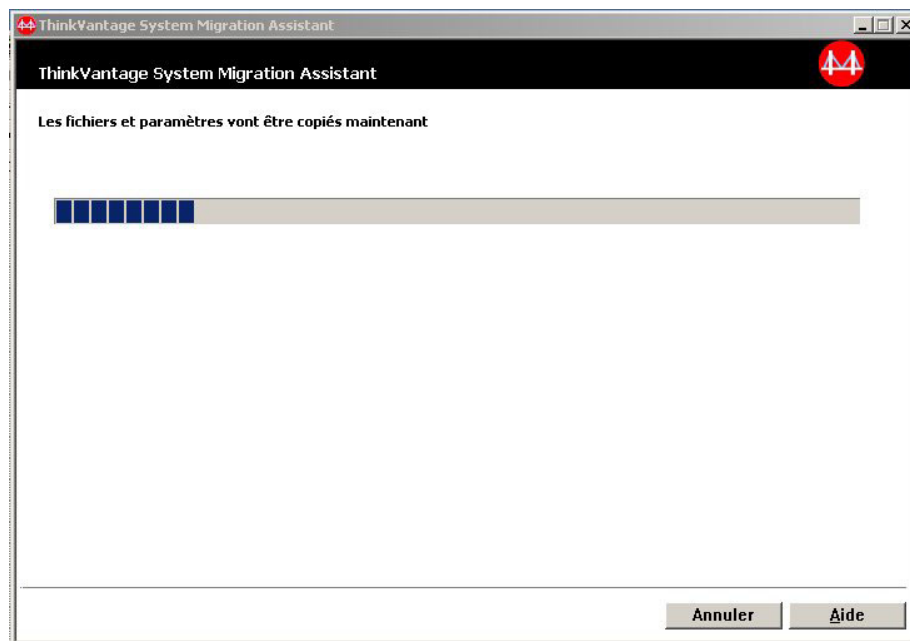 ThinkVantage System Migration Assistant
ThinkVantage System Migration Assistant
Les fichiers et paramètres vont être copiés maintenant
Annuler
Aide